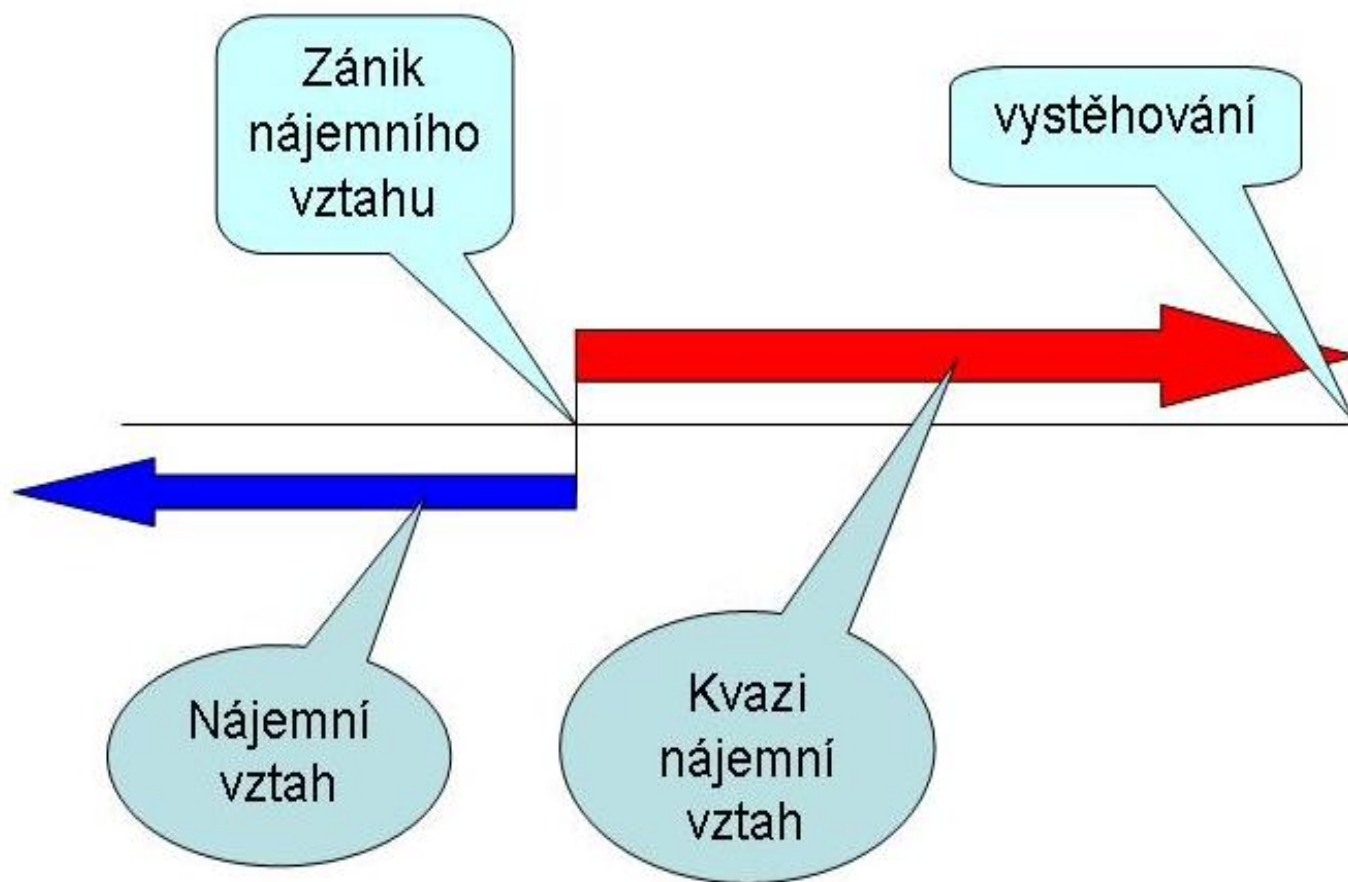 Zánik
nájemního
vztahu
vystěhování
Nájemní
vztah
Kvazi
nájemní
vztah